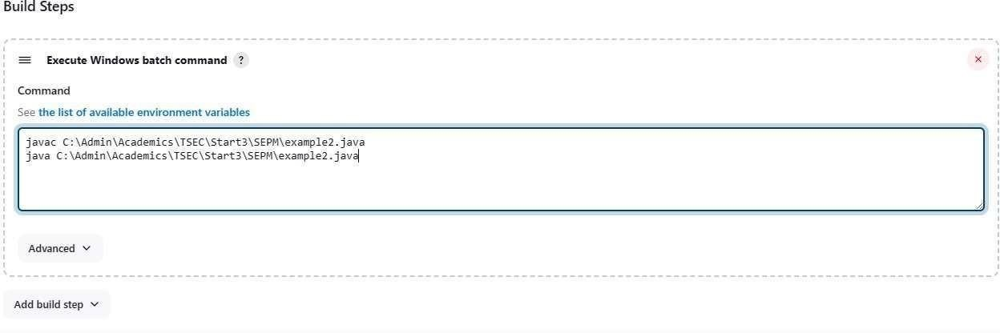 Build Steps
Execute Windows batch command ?
Command
See the list of available environment variables
javac C:\Admin\Academics\TSEC\Start3\SEPM\example2.java
java C:\Admin\Academics\TSEC\Start3\SEPM\example2.java
Advanced
Add build step